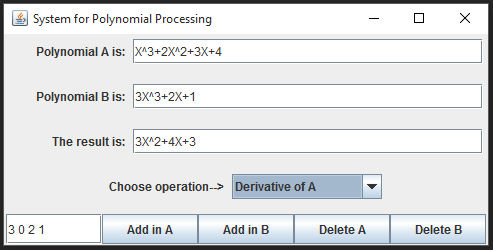 System for Polynomial Processing
Polynomial A is: X^3+2X^2+3X+4
Polynomial B is: 3X^3+2X+1
The result is: 3X^2+4X+3
Choose operation--> Derivative of A
3 0 2 1 Add in A Add in B Delete A Delete B